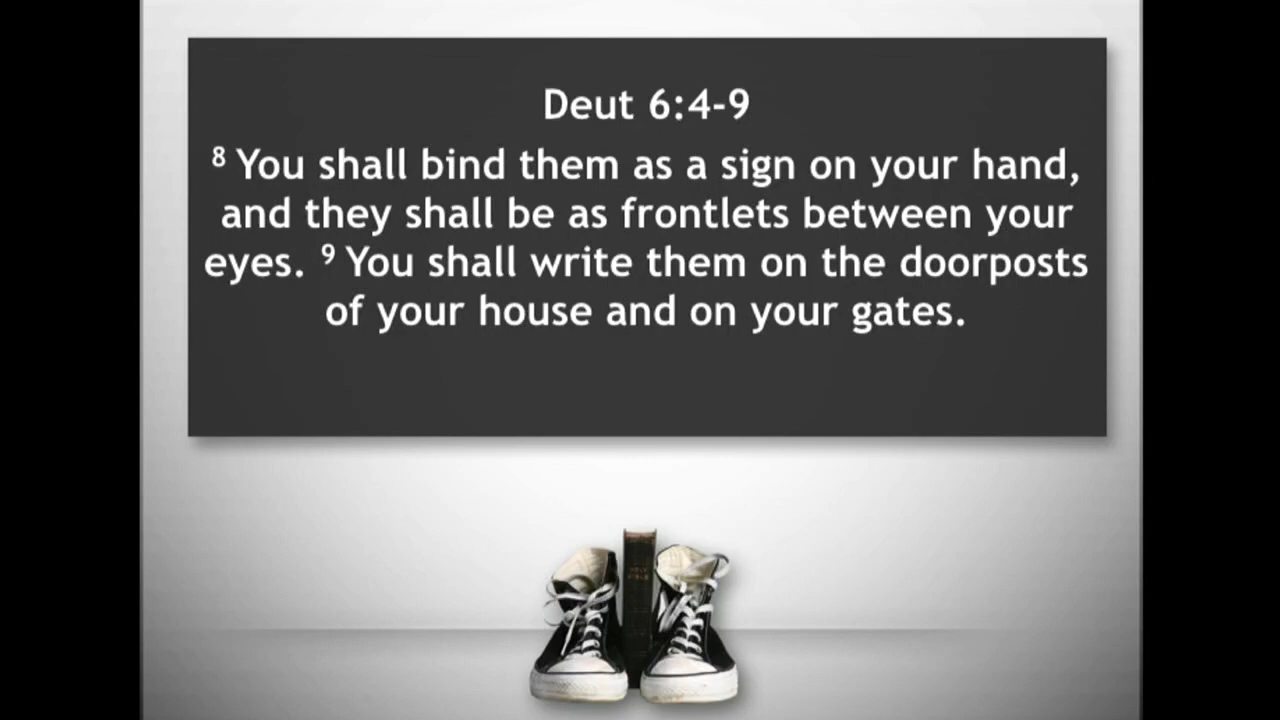 Deut 6:4-9
8 You shall bind them as a sign on your hand,
and they shall be as frontlets between your
eyes. 9 You shall write them on the doorposts
of your house and on your gates.
HOLY
BIBLE